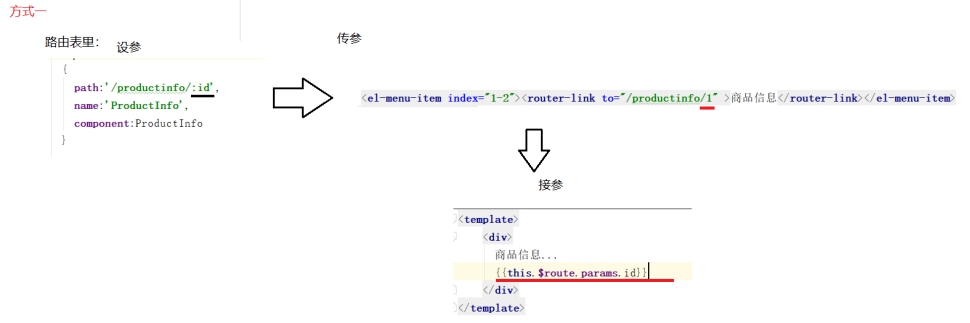 方式一
路由表里： 设参
{
path:'/productinfo/:id',
name:'ProductInfo',
component:ProductInfo
}
传参
<el-menu-item index="1-2"><router-link to="/productinfo/1" >商品信息</router-link></el-menu-item>
接参
<template>
<div>
商品信息...
{{this.$route.params.id}}
</div>
</template>